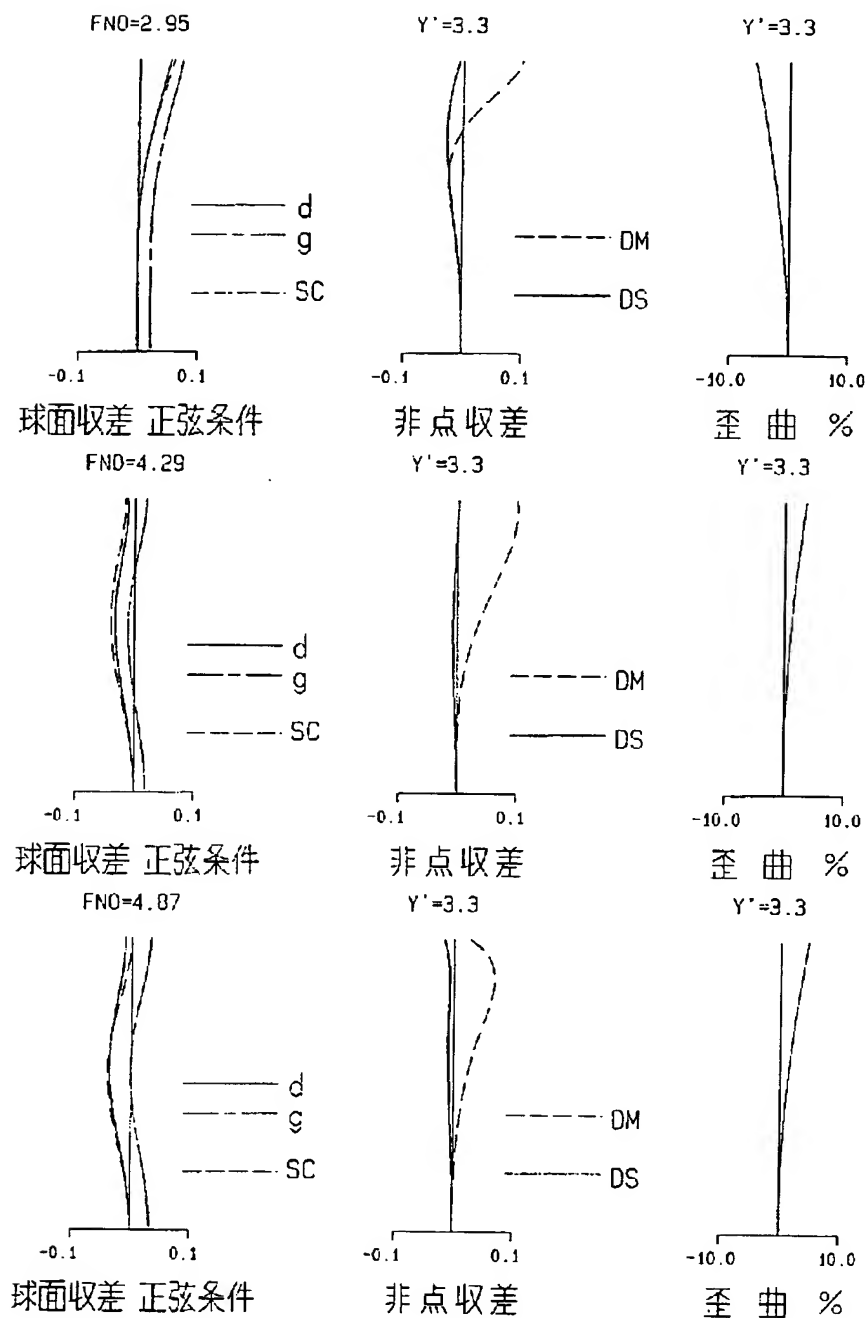 FNO=2.95 Y'=3.3 Y'=3.3
d
g
SC
DM
DS
-0.1 0.1 -0.1 0.1 -10.0 10.0
球面収差 正弦条件 非点収差 歪曲 %
FNO=4.29 Y'=3.3 Y'=3.3
d
g
SC
DM
DS
-0.1 0.1 -0.1 0.1 -10.0 10.0
球面収差 正弦条件 非点収差 歪曲 %
FNO=4.87 Y'=3.3 Y'=3.3
d
g
SC
DM
DS
-0.1 0.1 -0.1 0.1 -10.0 10.0
球面収差 正弦条件 非点収差 歪曲 %